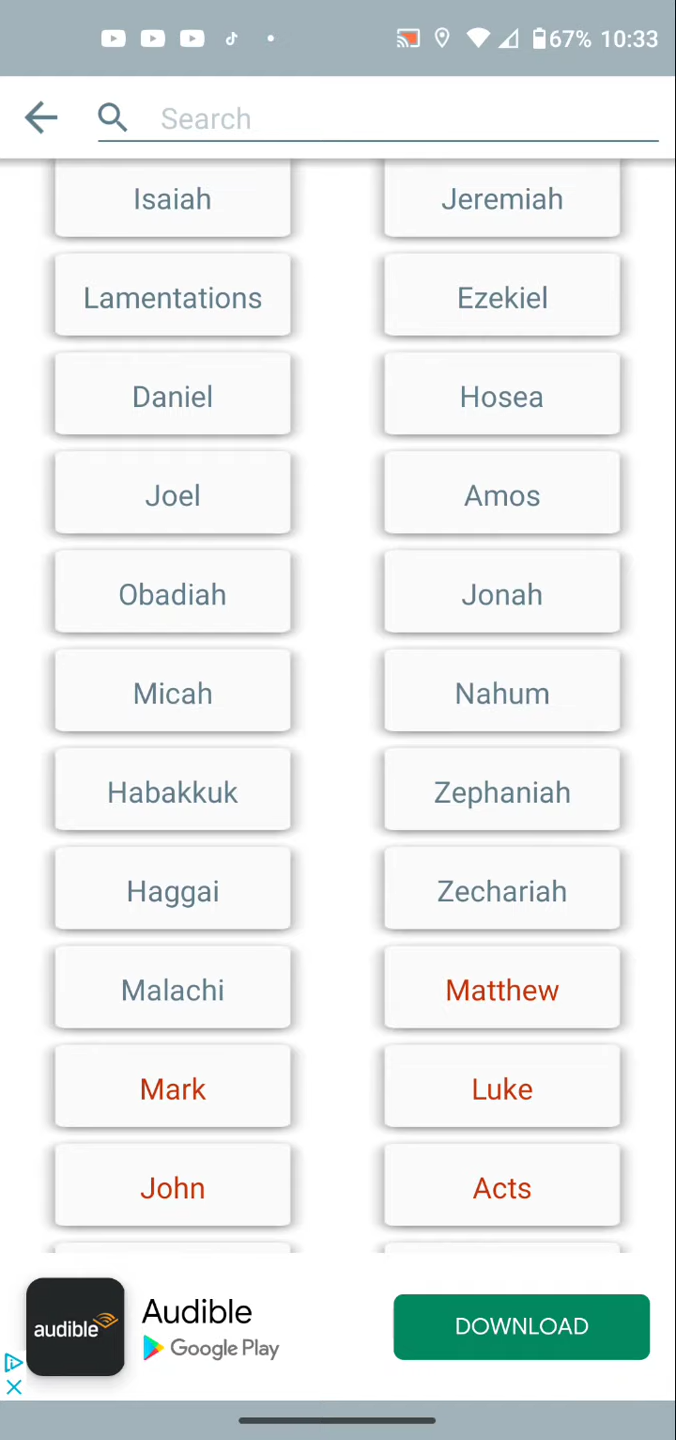 67% 10:33
Search
Isaiah Jeremiah
Lamentations Ezekiel
Daniel Hosea
Joel Amos
Obadiah Jonah
Micah Nahum
Habakkuk Zephaniah
Haggai Zechariah
Malachi Matthew
Mark Luke
John Acts
audible
Audible
Google Play
DOWNLOAD